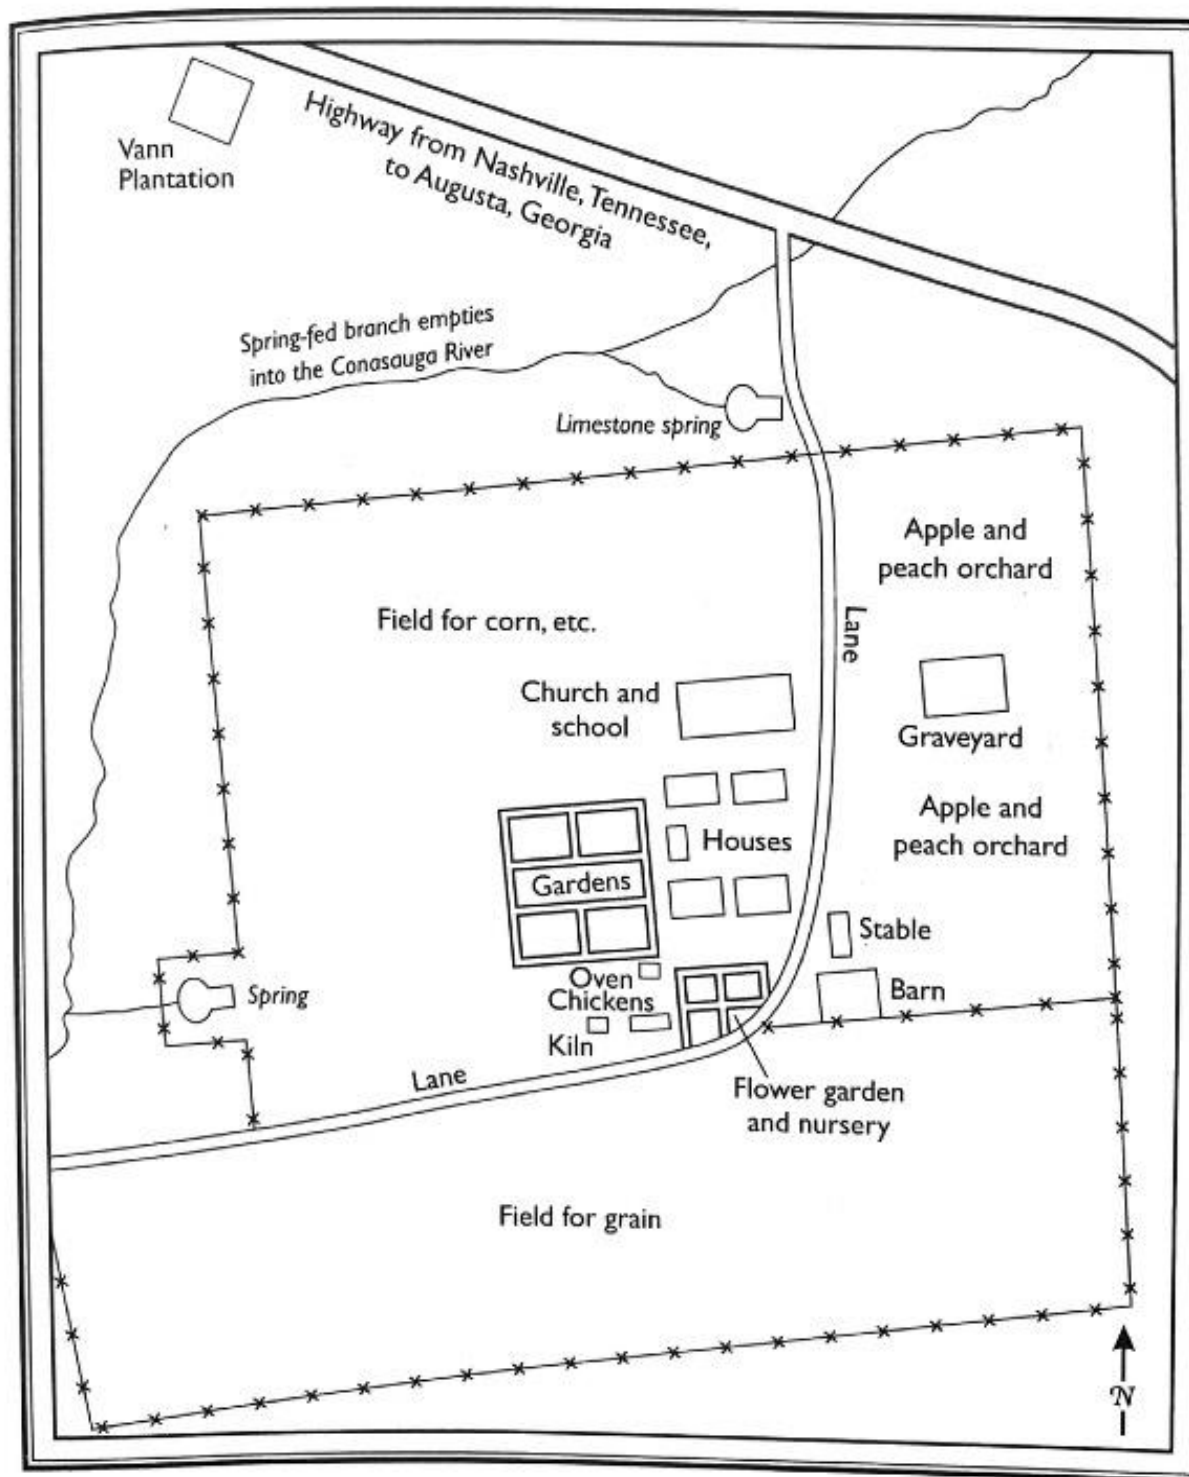 Vann
Plantation
Highway from Nashville, Tennessee,
to Augusta, Georgia
Spring-fed branch empties
into the Conasauga River
Limestone spring
Apple and
peach orchard
Field for corn, etc.
Lane
Church and
school
Graveyard
Apple and
peach orchard
Houses
Gardens
Stable
Oven
Barn
Spring
Chickens
Kiln
Lane
Flower garden
and nursery
Field for grain
N